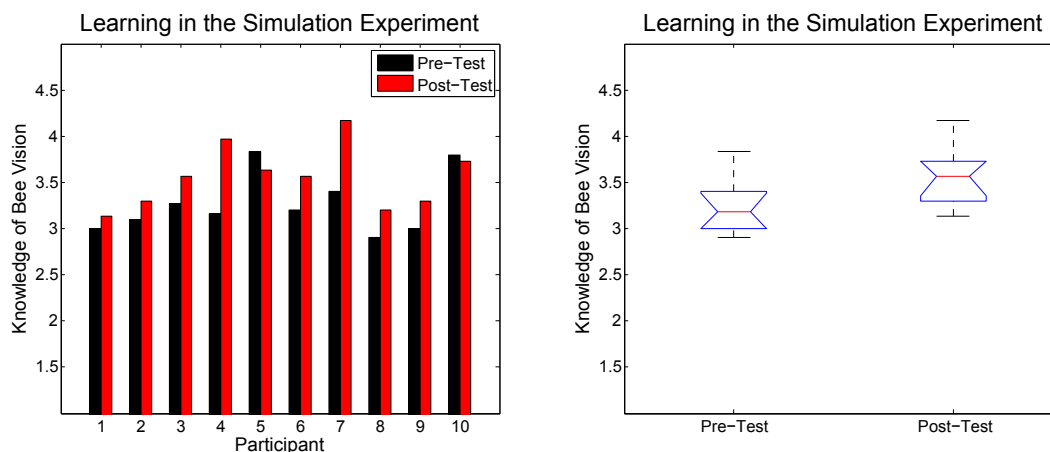 Learning in the Simulation Experiment
Pre−Test
Post−Test
4.5
4
3.5
3
2.5
2
1.5
Knowledge of Bee Vision
1 2 3 4 5 6 7 8 9 10
Participant
Learning in the Simulation Experiment
4.5
4
3.5
3
2.5
2
1.5
Knowledge of Bee Vision
Pre−Test Post−Test